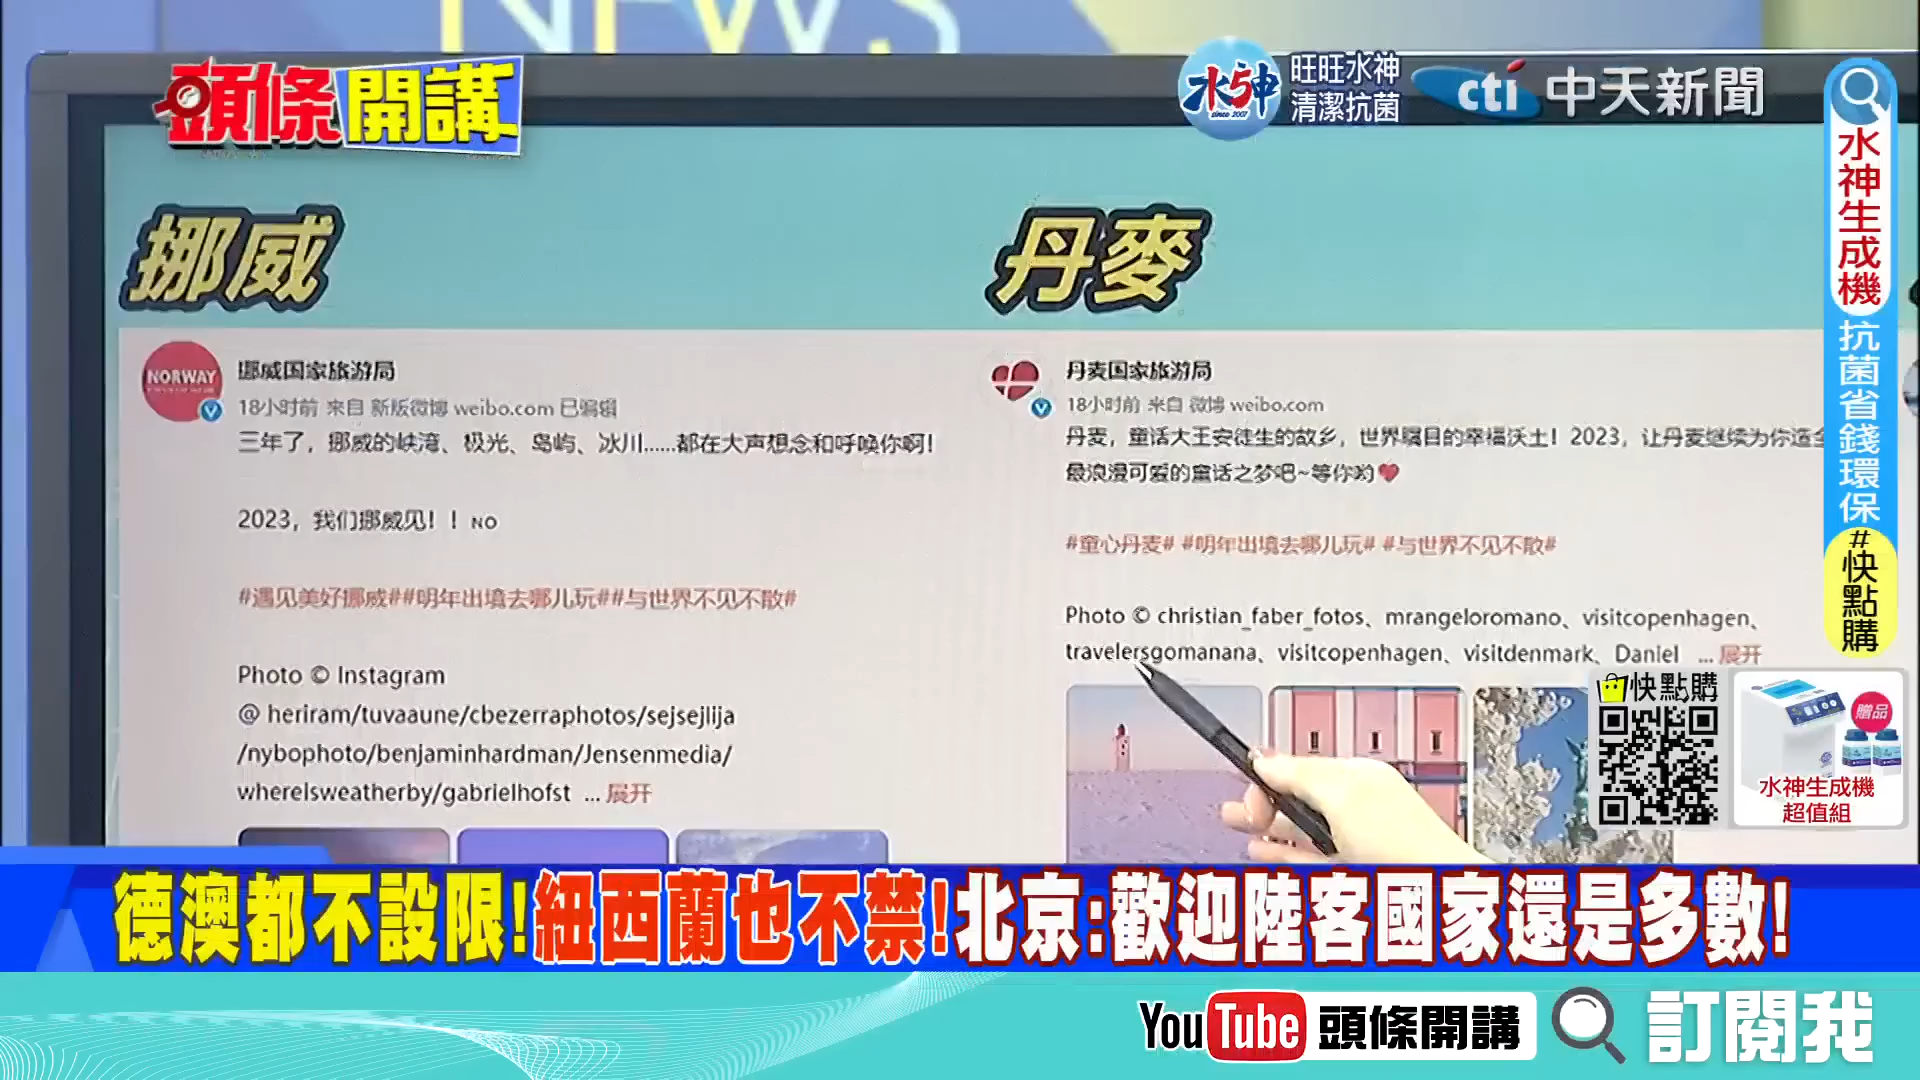 NEWS
頭條開講
水神
since 2007
旺旺水神
清潔抗菌
cti 中天新聞
水神生成機
抗菌省錢環保
#快點購
挪威
NORWAY
挪威国家旅游局
18小时前 来自 新版微博 weibo.com 已编辑
三年了，挪威的峡湾、极光、岛屿、冰川......都在大声想念和呼唤你啊！
2023，我们挪威见！！NO
#遇见美好挪威##明年出境去哪儿玩##与世界不见不散#
Photo © Instagram
@ heriram/tuvaaune/cbezerraphotos/sejsejlija
/nybophoto/benjaminhardman/Jensenmedia/
whereisweatherby/gabrielhofst ... 展开
丹麥
丹麦国家旅游局
18小时前 来自 微博 weibo.com
丹麦，童话大王安徒生的故乡，世界瞩目的幸福沃土！2023，让丹麦继续为你造全
最浪漫可爱的童话之梦吧~等你哟
#童心丹麦# #明年出境去哪儿玩# #与世界不见不散#
Photo © christian_faber_fotos、mrangeloromano、visitcopenhagen、
travelersgomanana、visitcopenhagen、visitdenmark、Daniel ... 展开
快點購
贈品
水神生成機
超值組
德澳都不設限!紐西蘭也不禁!北京:歡迎陸客國家還是多數!
YouTube 頭條開講
訂閱我